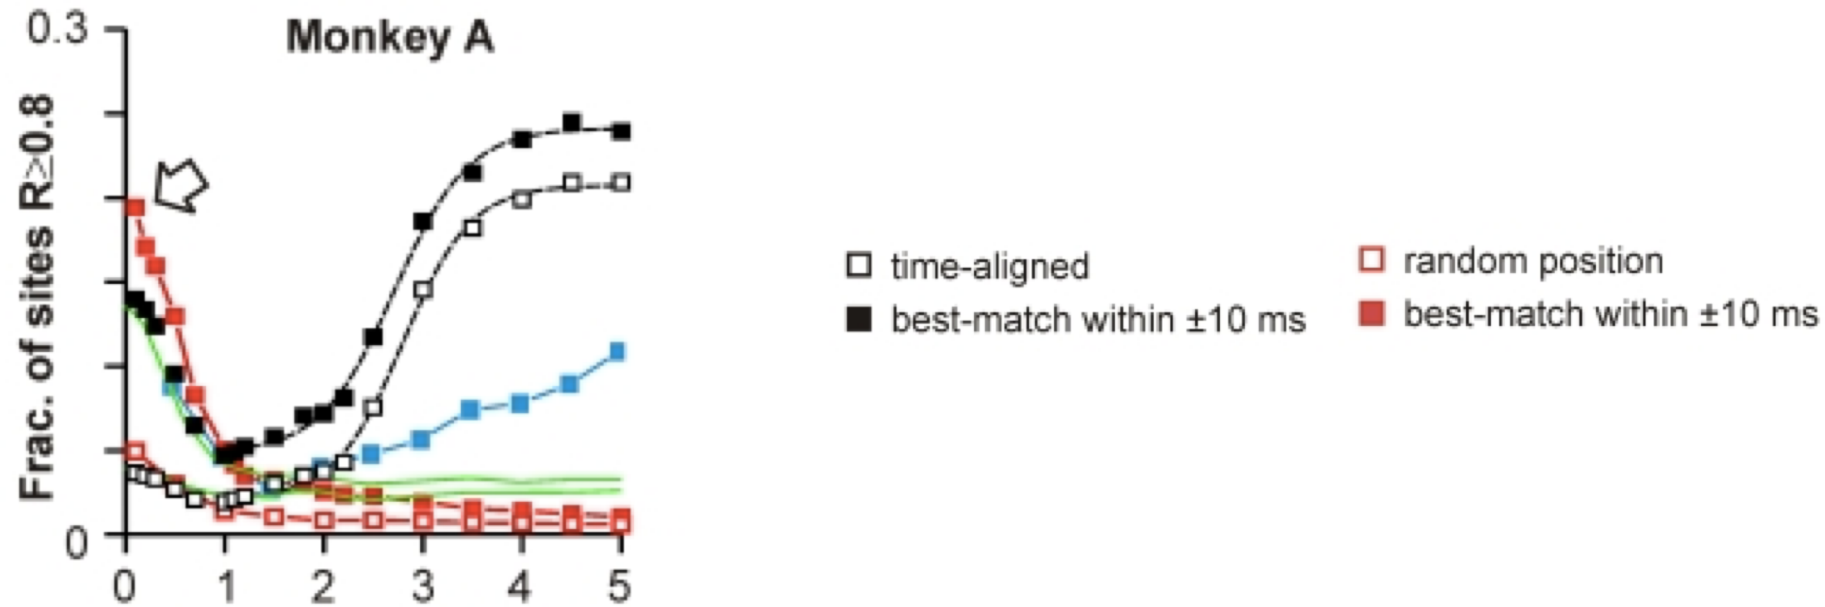 Monkey A
0.3
Frac. of sites R≥0.8
0
0 1 2 3 4 5
time-aligned
best-match within ±10 ms
random position
best-match within ±10 ms